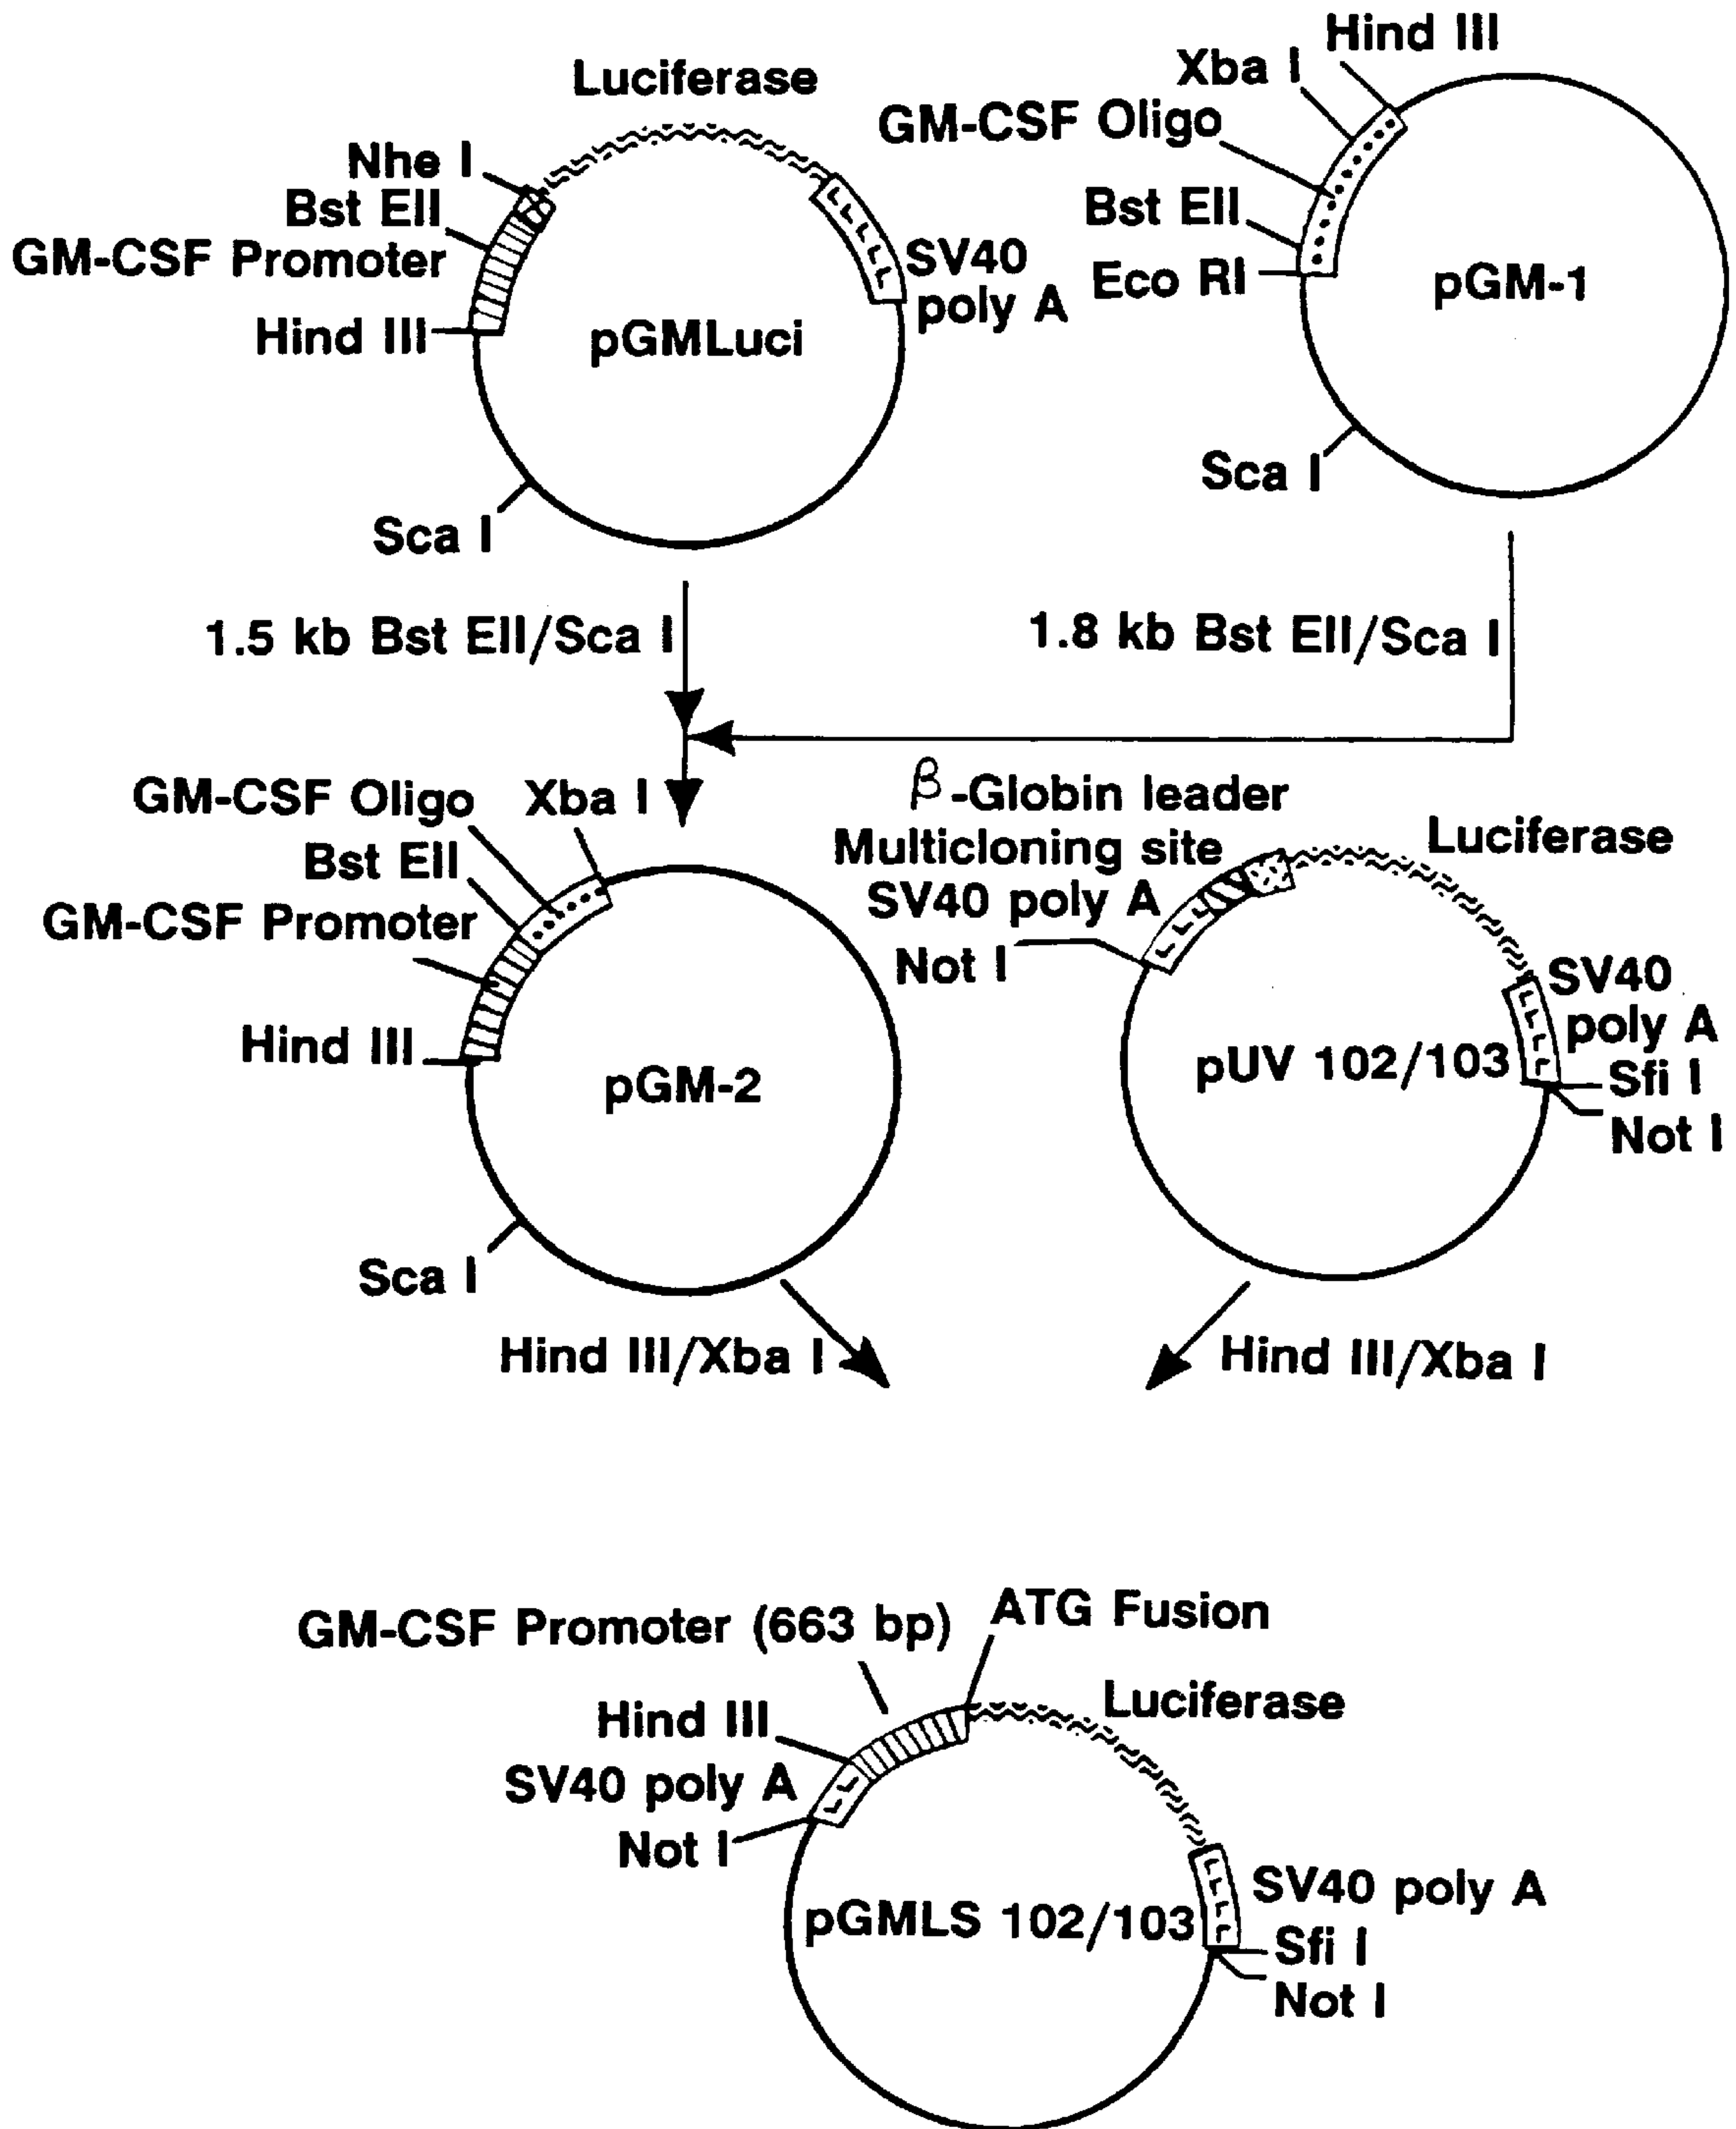 Luciferase
Nhe I
Bst EII
GM-CSF Promoter
Hind III
SV40
poly A
pGMLuci
Sca I
Hind III
Xba I
GM-CSF Oligo
Bst EII
Eco RI
pGM-1
Sca I
1.5 kb Bst EII/Sca I
1.8 kb Bst EII/Sca I
GM-CSF Oligo
Xba I
Bst EII
GM-CSF Promoter
Hind III
pGM-2
Sca I
β-Globin leader
Multicloning site
SV40 poly A
Not I
Luciferase
SV40
poly A
pUV 102/103
Sfi I
Not I
Hind III/Xba I
Hind III/Xba I
GM-CSF Promoter (663 bp)
ATG Fusion
Hind III
Luciferase
SV40 poly A
Not I
pGMLS 102/103
SV40 poly A
Sfi I
Not I